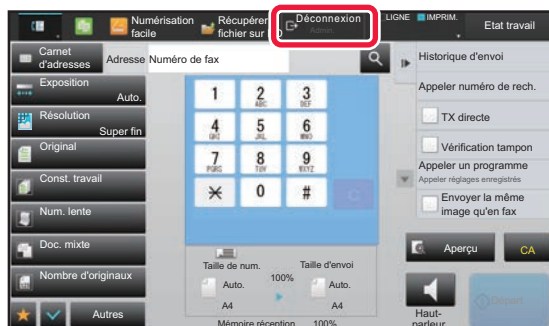 Numérisation facile
Récupérer fichier sur
Déconnexion
Admin.
LIGNE
IMPRIM.
Etat travail
Carnet d'adresses
Adresse
Numéro de fax
Historique d'envoi
Exposition
Auto.
Appeler numéro de rech.
Résolution
Super fin
TX directe
Original
Vérification tampon
Const. travail
Appeler un programme
Appeler réglages enregistrés
Num. lente
Envoyer la même image qu'en fax
Doc. mixte
Nombre d'originaux
Autres
1
2 ABC
3 DEF
4 GHI
5 JKL
6 MNO
7 PQRS
8 TUV
9 WXYZ
0
#
C
Taille de num.
Taille d'envoi
Auto.
100%
Auto.
A4
A4
Mémoire réception 100%
Aperçu
CA
Haut-parleur
Départ